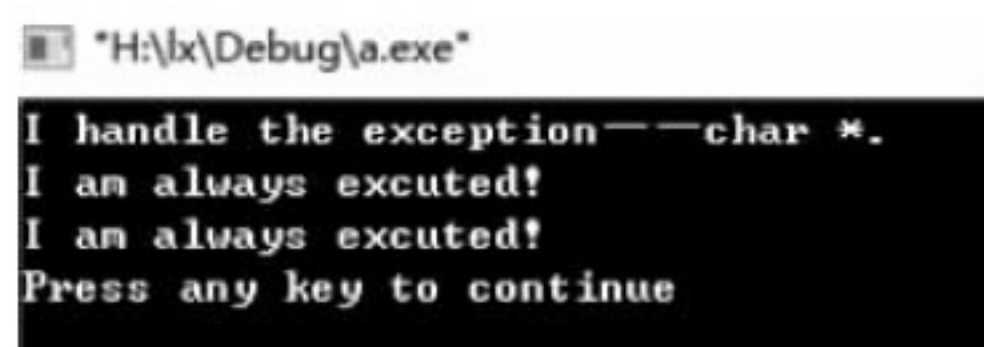 "H:\lx\Debug\a.exe"
I handle the exception——char *.
I am always excuted!
I am always excuted!
Press any key to continue